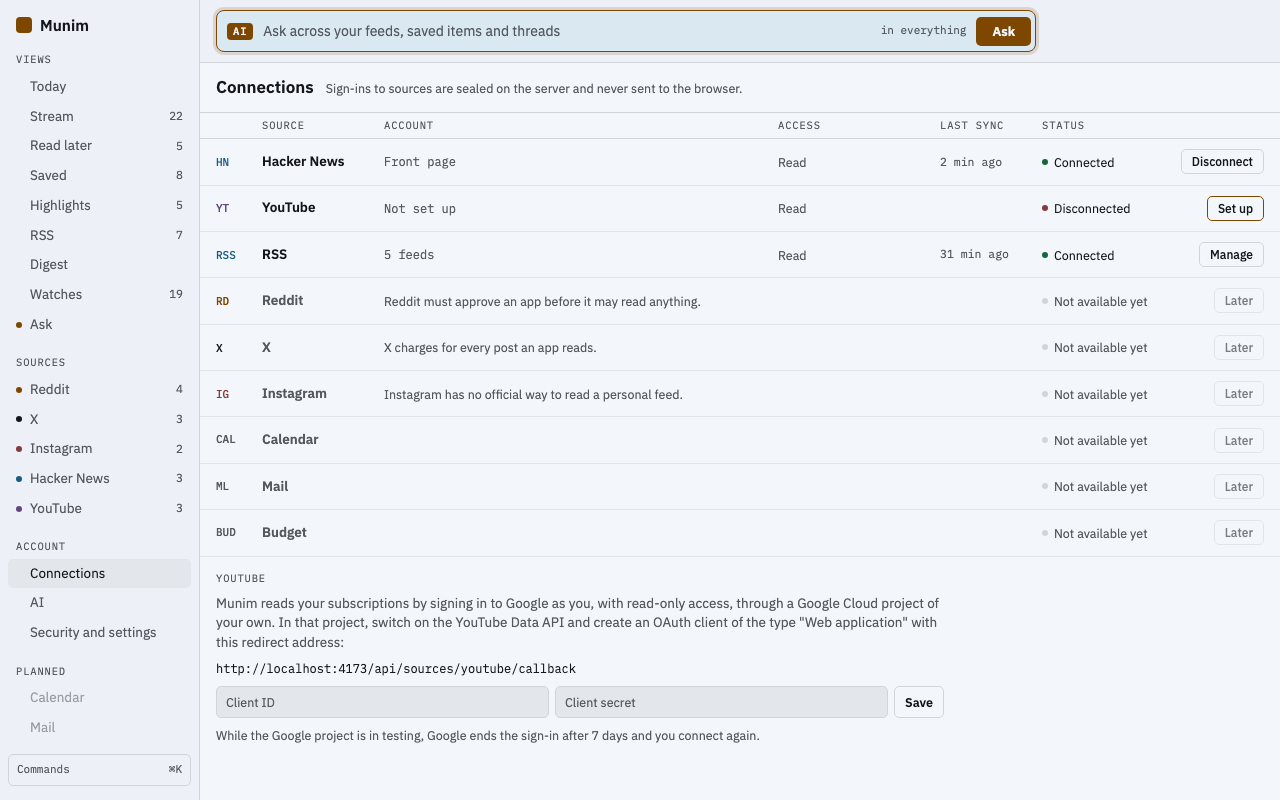 Munim
VIEWS
Today
Stream 22
Read later 5
Saved 8
Highlights 5
RSS 7
Digest
Watches 19
Ask
SOURCES
Reddit 4
X 3
Instagram 2
Hacker News 3
YouTube 3
ACCOUNT
Connections
AI
Security and settings
PLANNED
Calendar
Mail
Commands ⌘K
AI Ask across your feeds, saved items and threads in everything Ask
Connections Sign-ins to sources are sealed on the server and never sent to the browser.
SOURCE ACCOUNT ACCESS LAST SYNC STATUS
HN Hacker News Front page Read 2 min ago Connected Disconnect
YT YouTube Not set up Read Disconnected Set up
RSS RSS 5 feeds Read 31 min ago Connected Manage
RD Reddit Reddit must approve an app before it may read anything. Not available yet Later
X X X charges for every post an app reads. Not available yet Later
IG Instagram Instagram has no official way to read a personal feed. Not available yet Later
CAL Calendar Not available yet Later
ML Mail Not available yet Later
BUD Budget Not available yet Later
YOUTUBE
Munim reads your subscriptions by signing in to Google as you, with read-only access, through a Google Cloud project of
your own. In that project, switch on the YouTube Data API and create an OAuth client of the type "Web application" with
this redirect address:
http://localhost:4173/api/sources/youtube/callback
Client ID Client secret Save
While the Google project is in testing, Google ends the sign-in after 7 days and you connect again.